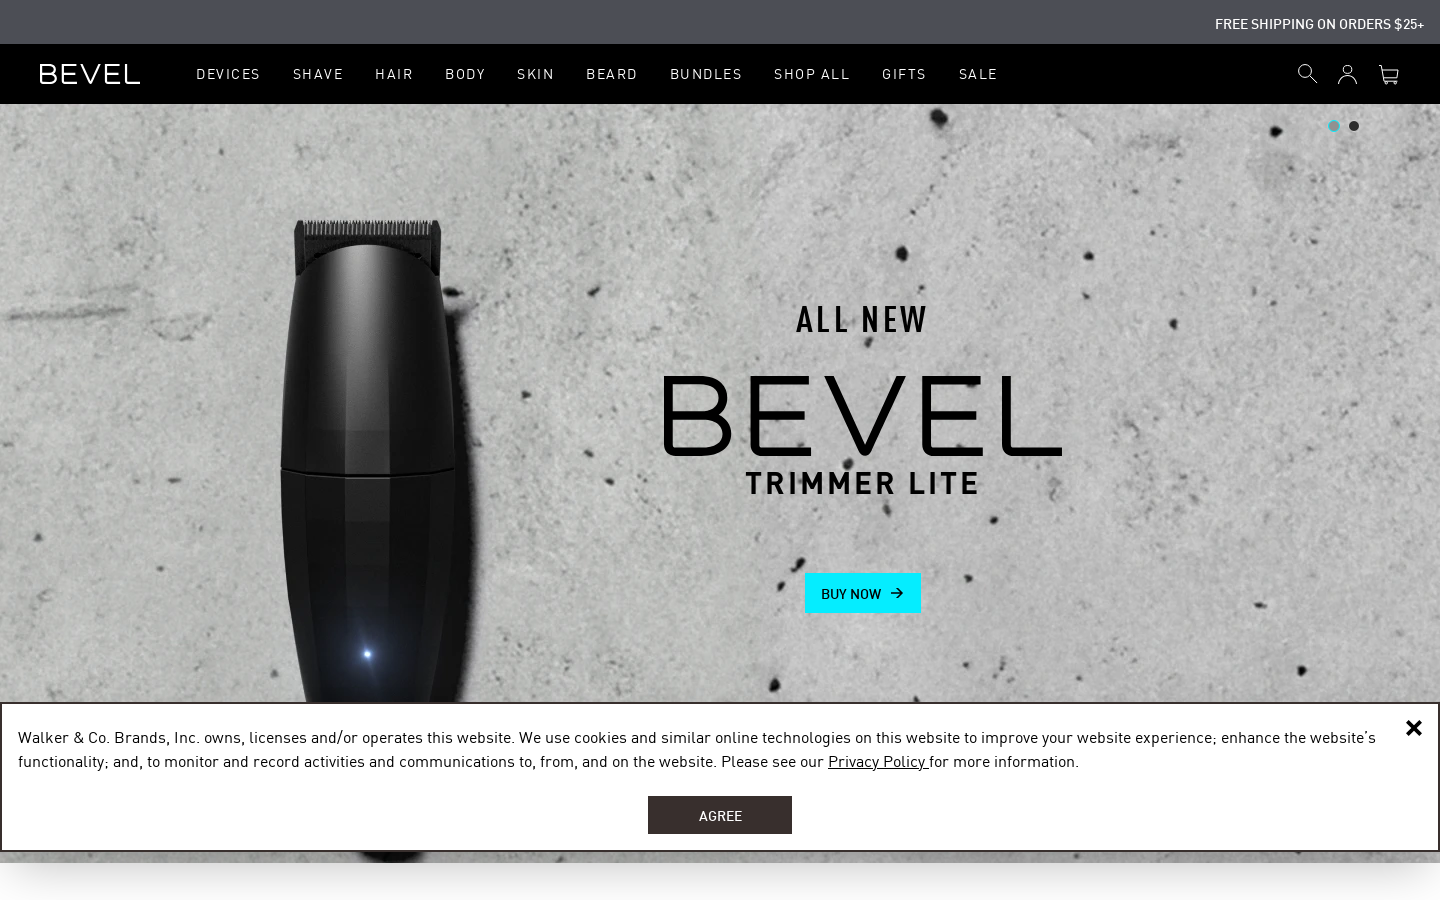 FREE SHIPPING ON ORDERS $25+
BEVEL DEVICES SHAVE HAIR BODY SKIN BEARD BUNDLES SHOP ALL GIFTS SALE
ALL NEW
BEVEL
TRIMMER LITE
BUY NOW
Walker & Co. Brands, Inc. owns, licenses and/or operates this website. We use cookies and similar online technologies on this website to improve your website experience; enhance the website’s
functionality; and, to monitor and record activities and communications to, from, and on the website. Please see our Privacy Policy for more information.
AGREE